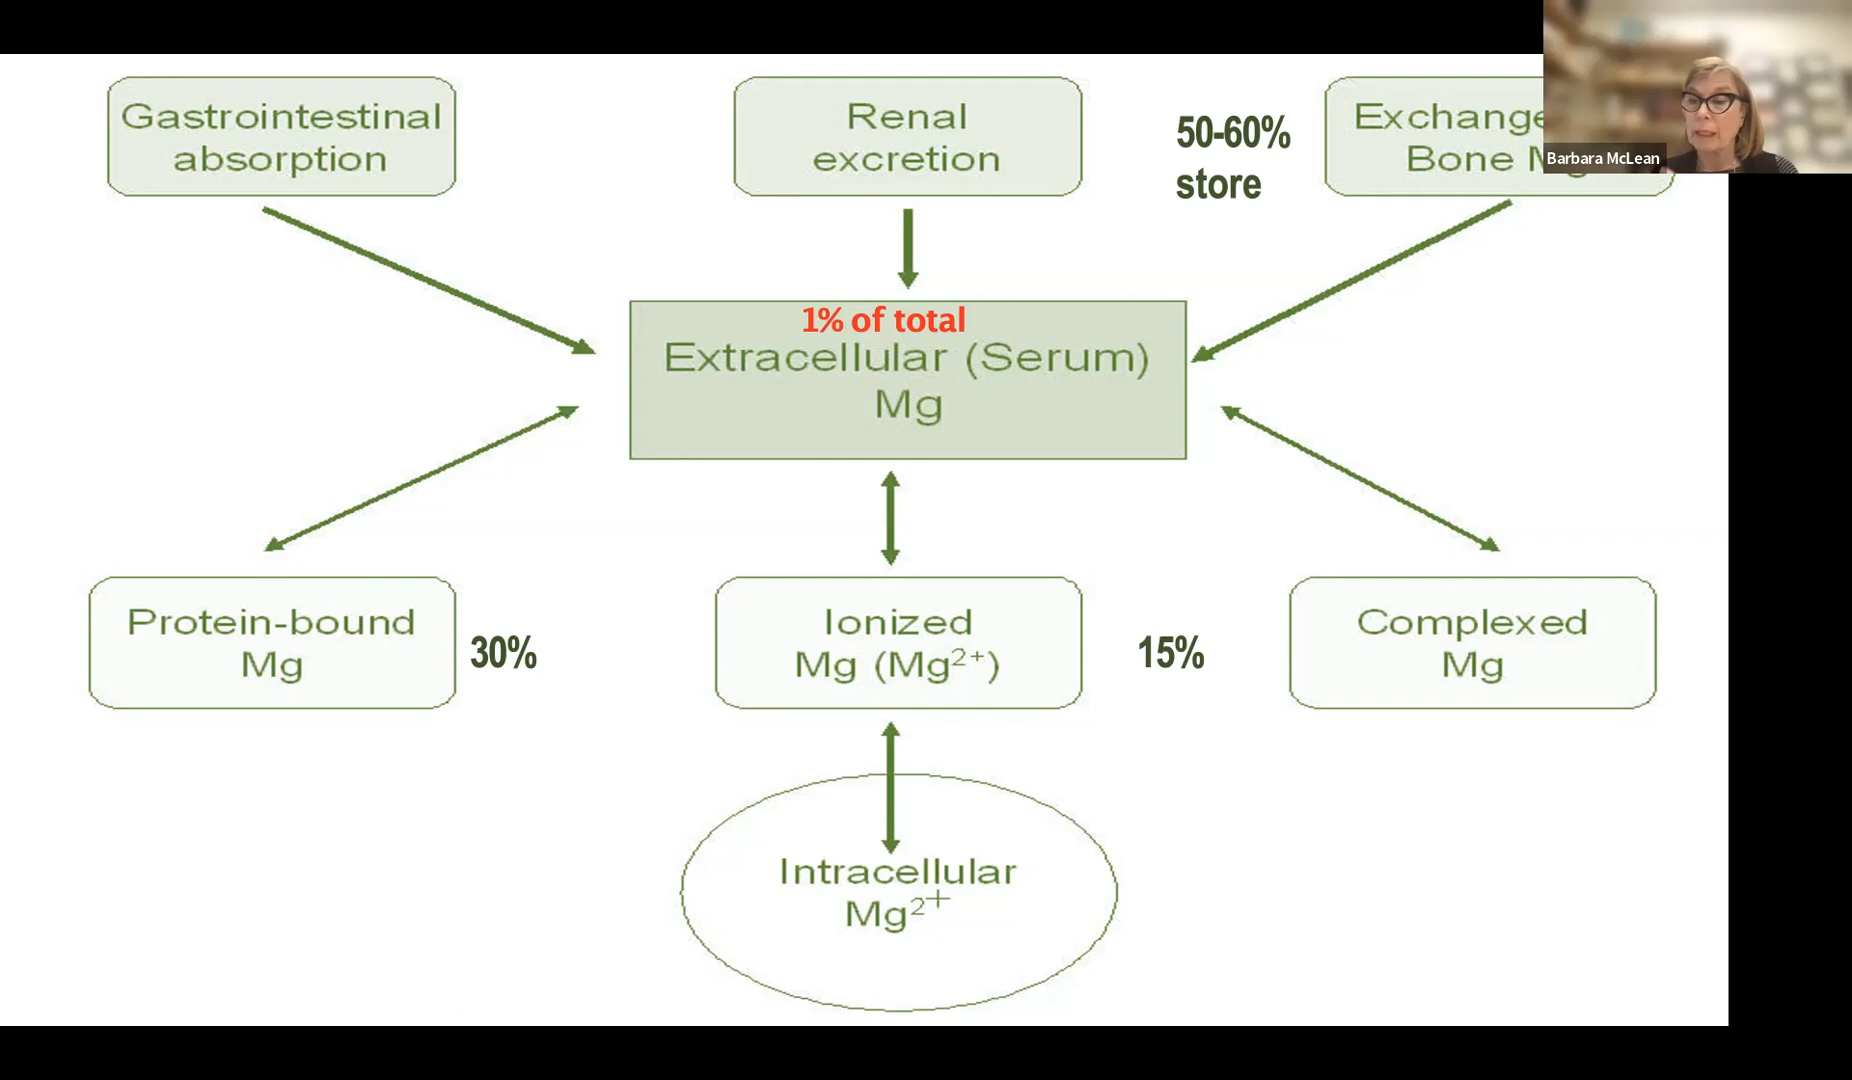 Gastrointestinal
absorption
Renal
excretion
50-60%
store
Exchange
Bone
Barbara McLean
1% of total
Extracellular (Serum)
Mg
Protein-bound
Mg
30%
Ionized
Mg (Mg²⁺)
15%
Complexed
Mg
Intracellular
Mg²⁺